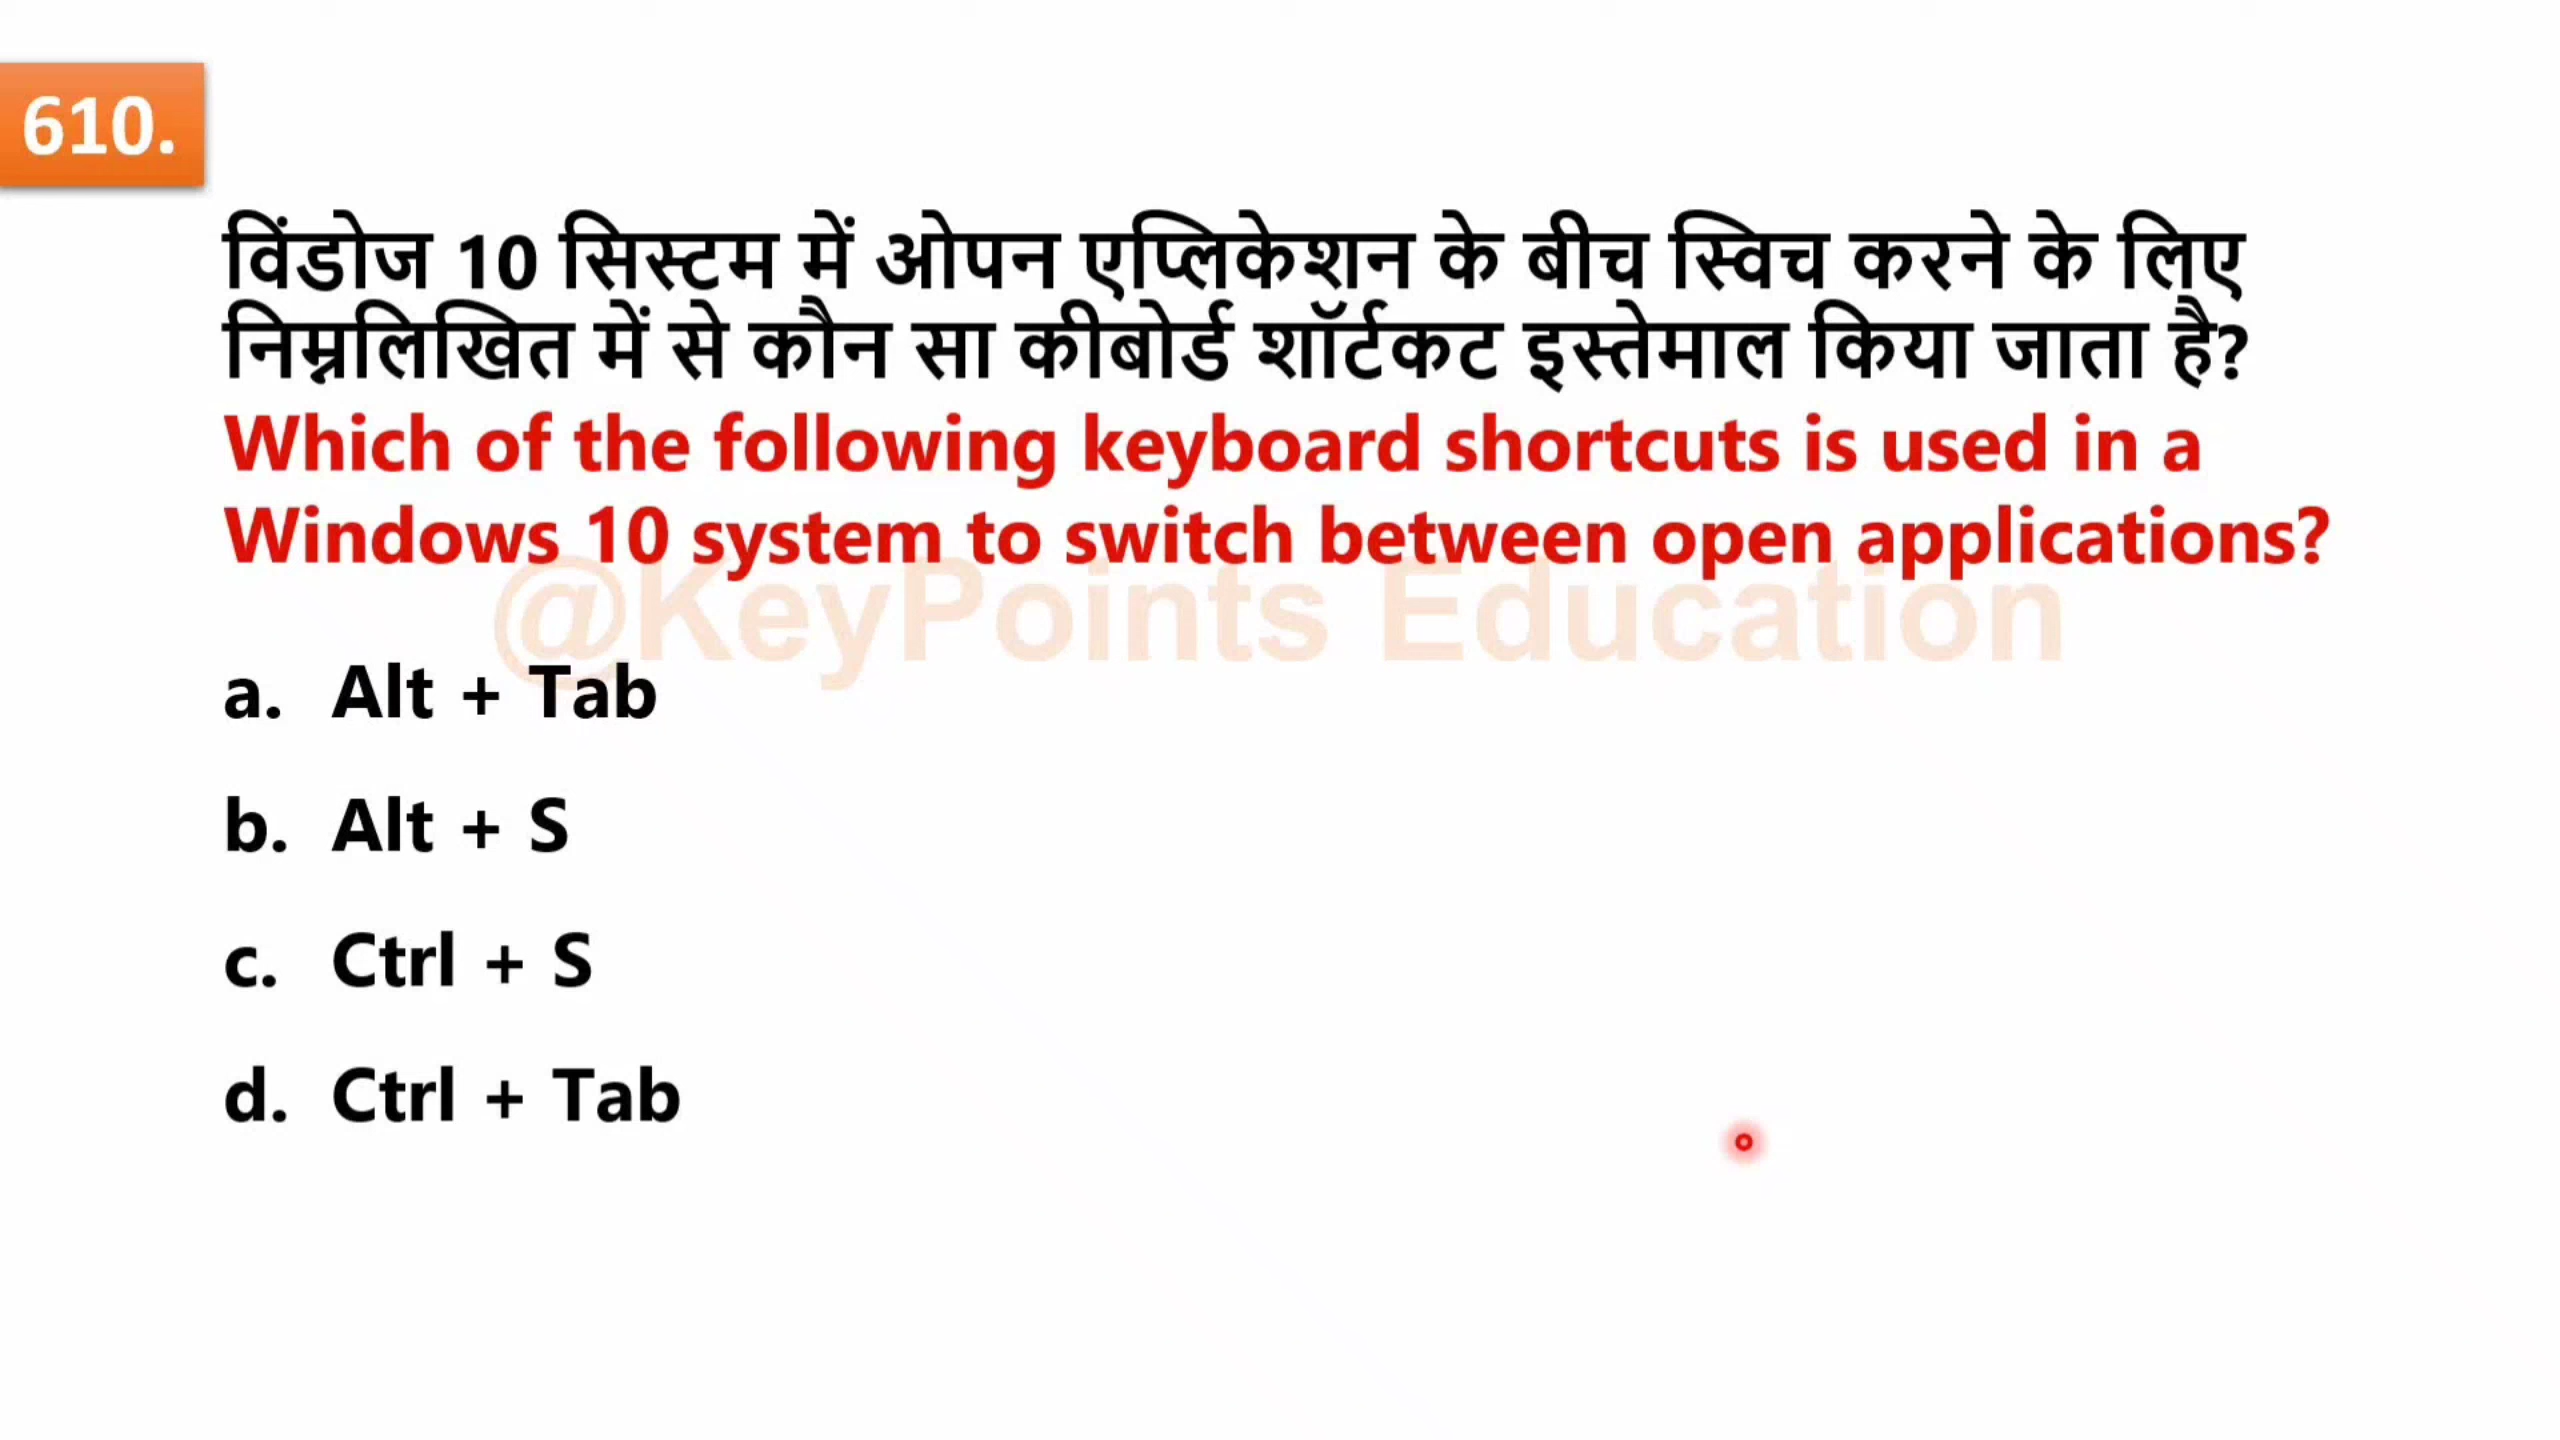 610.
विंडोज 10 सिस्टम में ओपन एप्लिकेशन के बीच स्विच करने के लिए
निम्नलिखित में से कौन सा कीबोर्ड शॉर्टकट इस्तेमाल किया जाता है?
Which of the following keyboard shortcuts is used in a
Windows 10 system to switch between open applications?
@KeyPoints Education
a. Alt + Tab
b. Alt + S
c. Ctrl + S
d. Ctrl + Tab